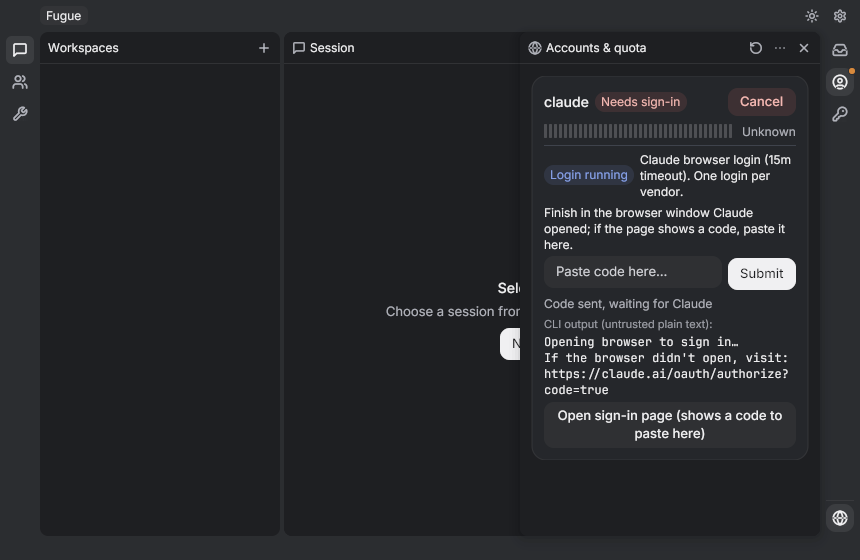 Fugue
Workspaces
Session
Choose a session
Accounts & quota
claude
Needs sign-in
Cancel
Unknown
Login running
Claude browser login (15m
timeout). One login per
vendor.
Finish in the browser window Claude
opened; if the page shows a code, paste it
here.
Paste code here...
Submit
Code sent, waiting for Claude
CLI output (untrusted plain text):
Opening browser to sign in…
If the browser didn't open, visit:
https://claude.ai/oauth/authorize?
code=true
Open sign-in page (shows a code to
paste here)